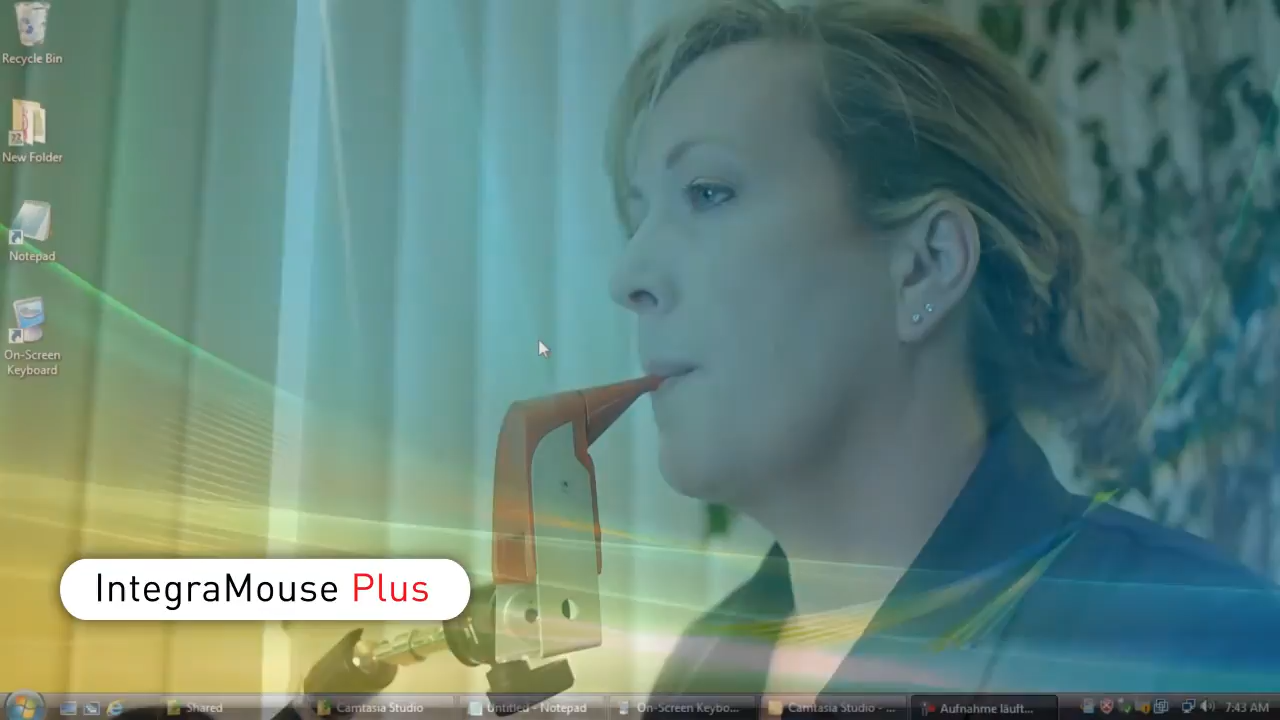 Recycle Bin
New Folder
Notepad
On-Screen
Keyboard
IntegraMouse Plus
Shared
Camtasia Studio
Untitled - Notepad
On-Screen Keybo...
Camtasia Studio - ...
Aufnahme läuft...
7:43 AM